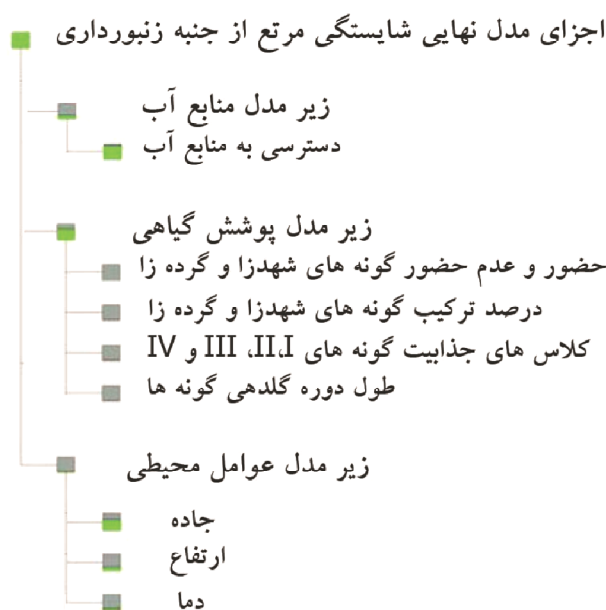 اجزای مدل نهایی شایستگی مرتع از جنبه زنبورداری
زیر مدل منابع آب
دسترسی به منابع آب
زیر مدل پوشش گیاهی
حضور و عدم حضور گونه های شهدزا و گرده زا
درصد ترکیب گونه های شهدزا و گرده زا
کلاس های جذابیت گونه های II،I، III و IV
طول دوره گلدهی گونه ها
زیر مدل عوامل محیطی
جاده
ارتفاع
دما